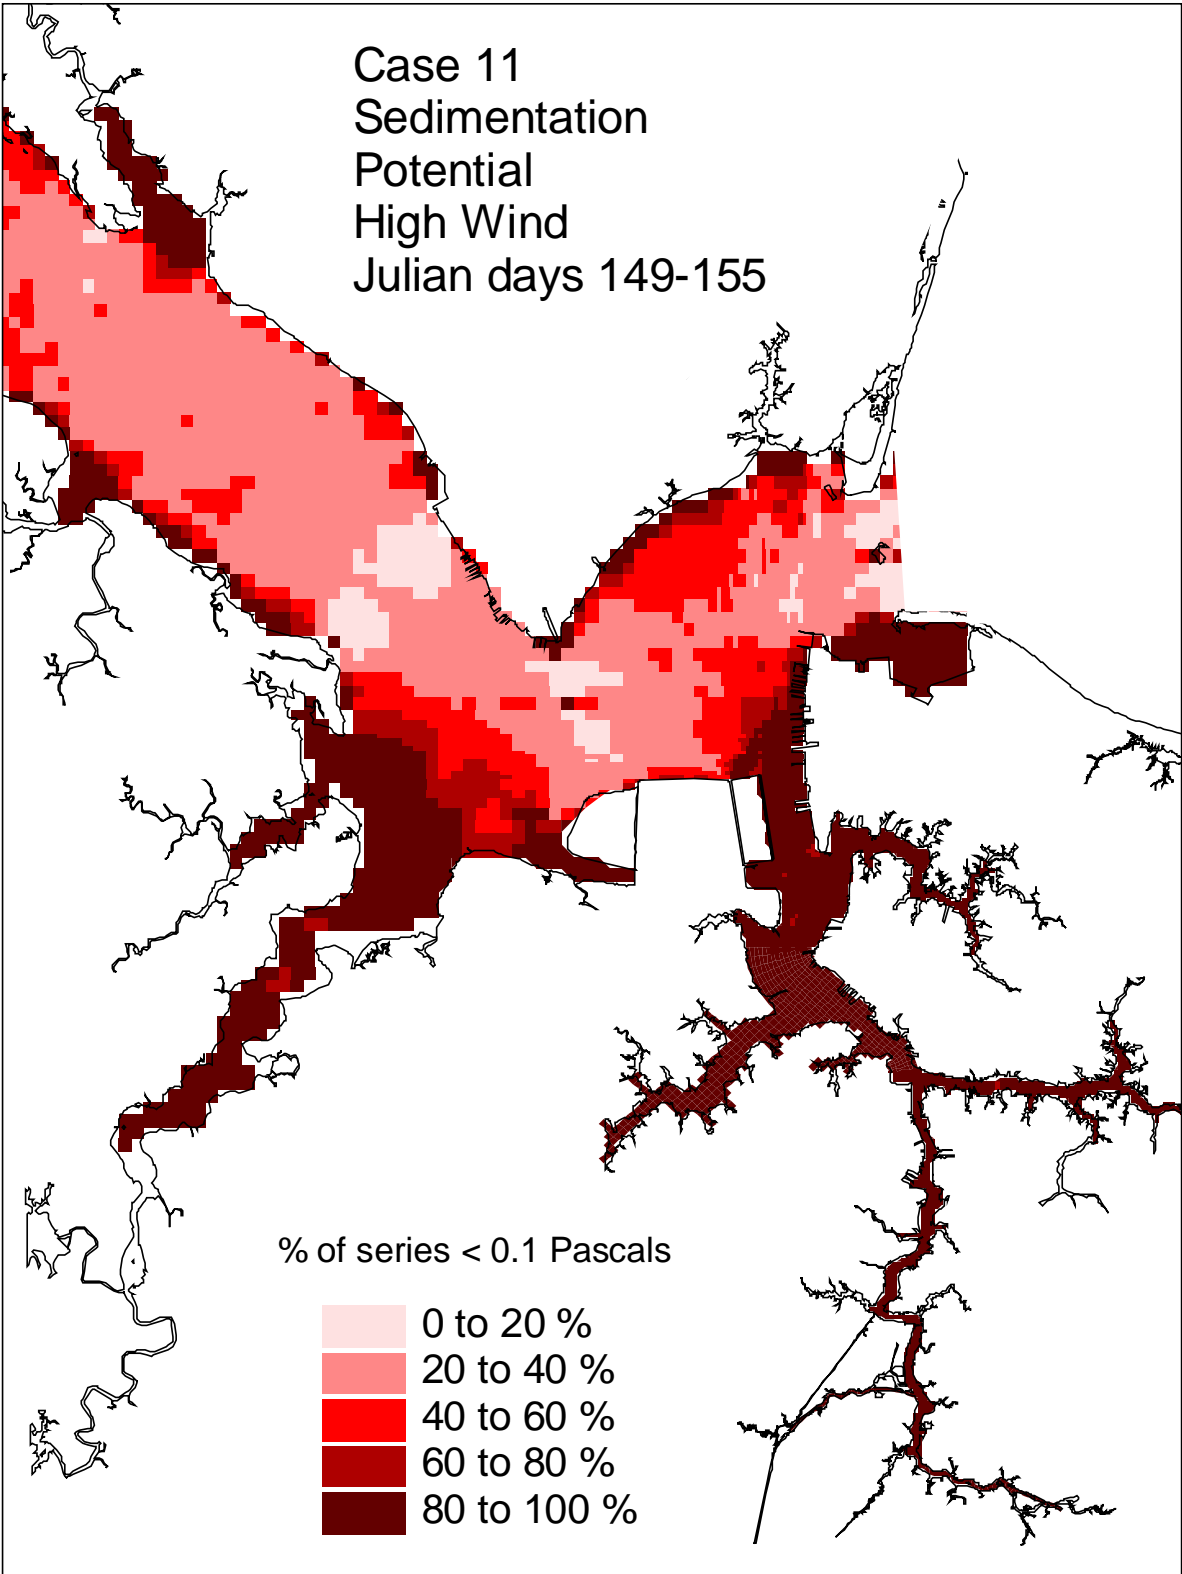 Case 11
Sedimentation
Potential
High Wind
Julian days 149-155
% of series < 0.1 Pascals
0 to 20 %
20 to 40 %
40 to 60 %
60 to 80 %
80 to 100 %